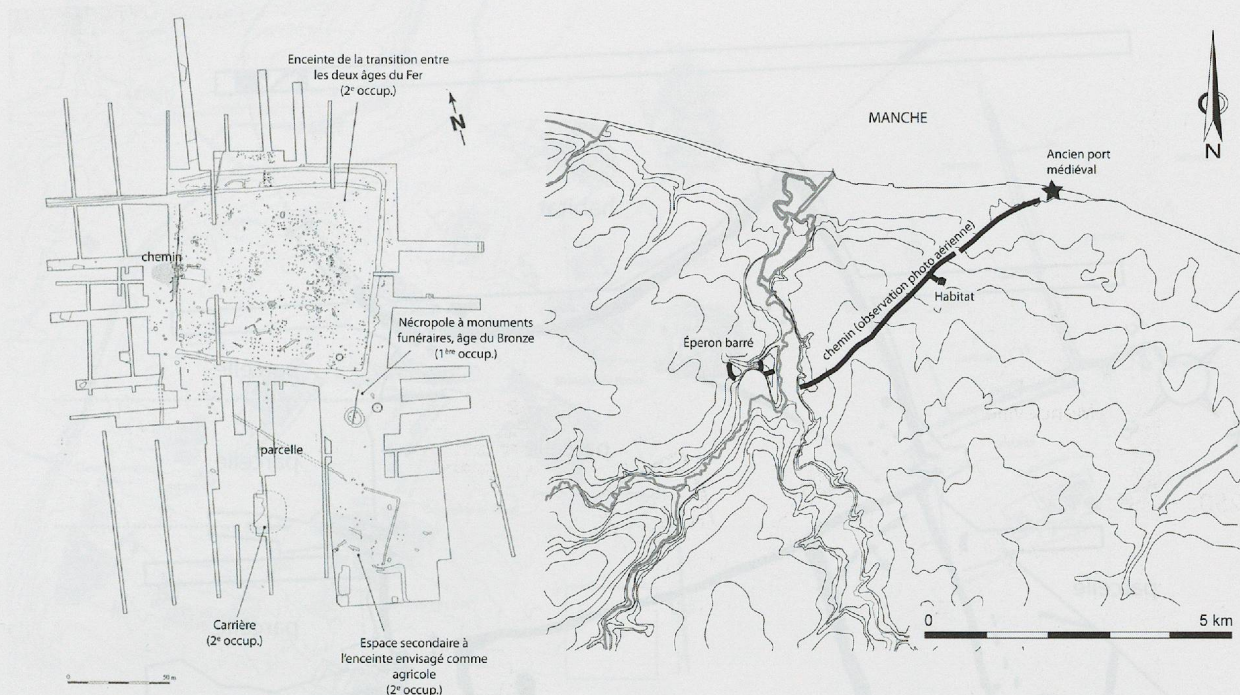 Enceinte de la transition entre
les deux âges du Fer
(2e occup.)
N
chemin
Nécropole à monuments
funéraires, âge du Bronze
(1ère occup.)
parcelle
Carrière
(2e occup.)
Espace secondaire à
l'enceinte envisagé comme
agricole
(2e occup.)
0 50 m
MANCHE
N
Ancien port
médiéval
chemin (observation photo aérienne)
Habitat
Éperon barré
0 5 km